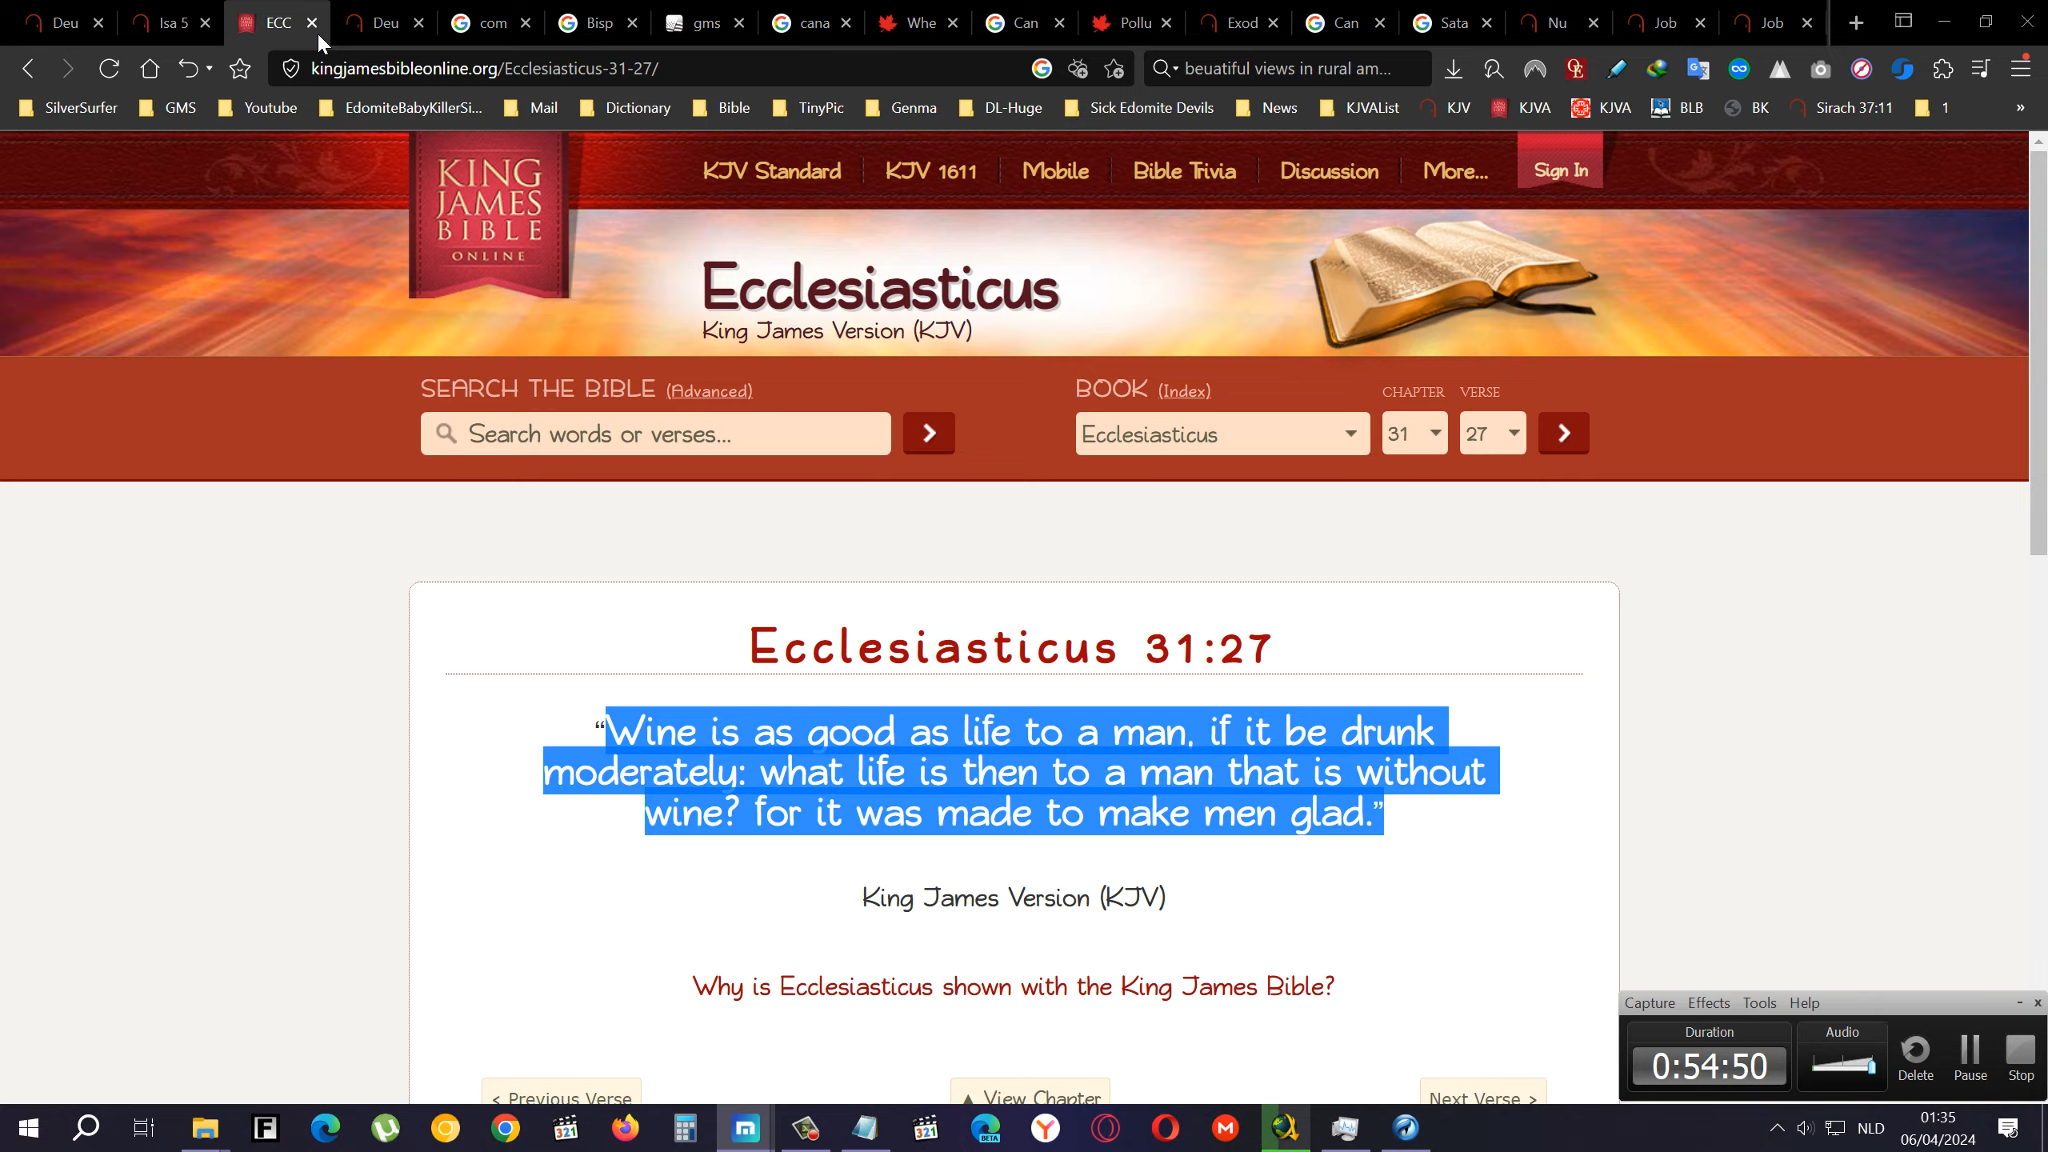 Deu
Isa 5
ECC
Deu
com
Bisp
gms
cana
Whe
Can
Pollu
Exod
Can
Sata
Nu
Job
Job
kingjamesbibleonline.org/Ecclesiasticus-31-27/
beuatiful views in rural am...
SilverSurfer
GMS
Youtube
EdomiteBabyKillerSi...
Mail
Dictionary
Bible
TinyPic
Genma
DL-Huge
Sick Edomite Devils
News
KJVAList
KJV
KJVA
KJVA
BLB
BK
Sirach 37:11
1
»
KING
JAMES
BIBLE
ONLINE
KJV Standard
KJV 1611
Mobile
Bible Trivia
Discussion
More...
Sign In
Ecclesiasticus
King James Version (KJV)
SEARCH THE BIBLE (Advanced)
BOOK (Index)
CHAPTER
VERSE
Search words or verses...
Ecclesiasticus
31
27
Ecclesiasticus 31:27
“Wine is as good as life to a man, if it be drunk
moderately: what life is then to a man that is without
wine? for it was made to make men glad.”
King James Version (KJV)
Why is Ecclesiasticus shown with the King James Bible?
< Previous Verse
▲ View Chapter
Next Verse >
Capture
Effects
Tools
Help
Duration
Audio
0:54:50
Delete
Pause
Stop
321
321
BETA
NLD
01:35
06/04/2024